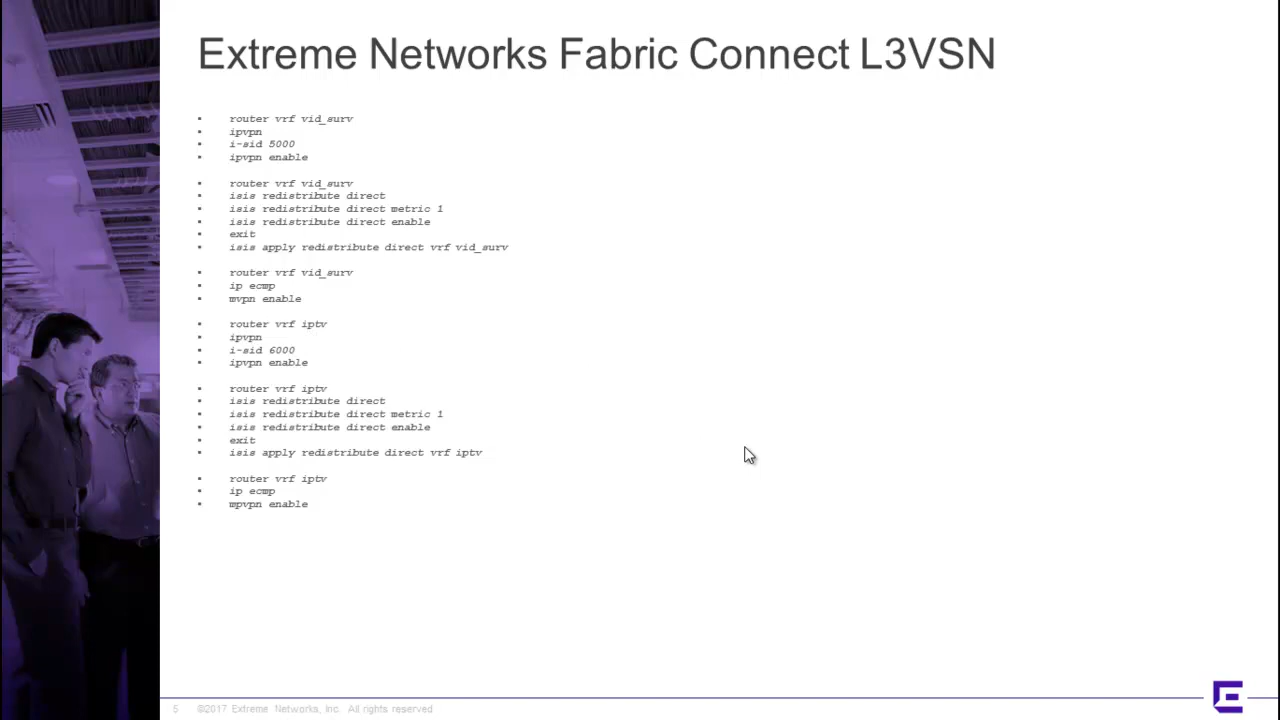 Extreme Networks Fabric Connect L3VSN
router vrf vid_surv
ipvpn
i-sid 5000
ipvpn enable
router vrf vid_surv
isis redistribute direct
isis redistribute direct metric 1
isis redistribute direct enable
exit
isis apply redistribute direct vrf vid_surv
router vrf vid_surv
ip ecmp
mvpn enable
router vrf iptv
ipvpn
i-sid 6000
ipvpn enable
router vrf iptv
isis redistribute direct
isis redistribute direct metric 1
isis redistribute direct enable
exit
isis apply redistribute direct vrf iptv
router vrf iptv
ip ecmp
mpvpn enable
5 ©2017 Extreme Networks, Inc. All rights reserved